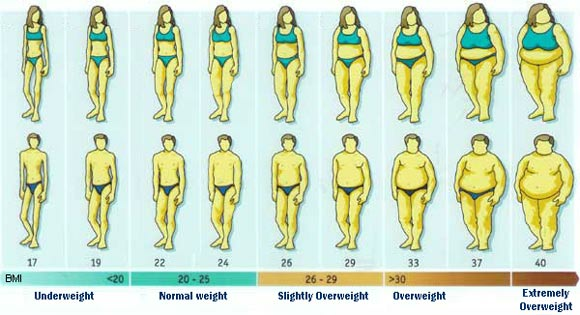 17 19 22 24 26 29 33 37 40
BMI <20 20 - 25 26 - 29 >30
Underweight Normal weight Slightly Overweight Overweight Extremely
Overweight